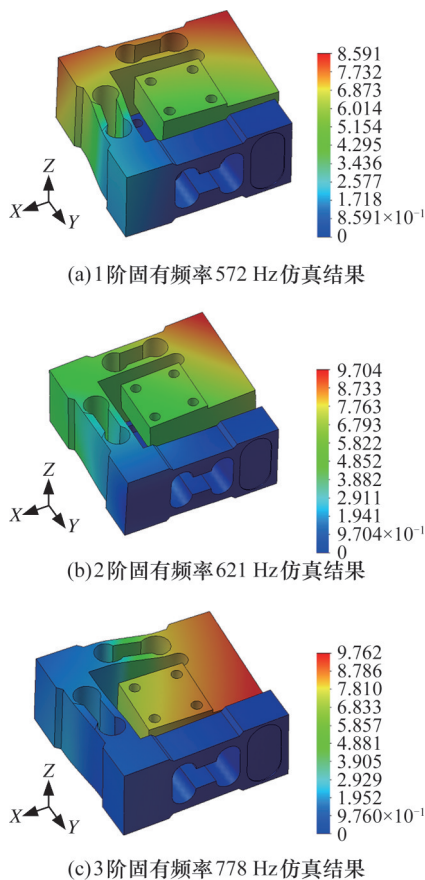 8.591
7.732
6.873
6.014
5.154
4.295
3.436
2.577
1.718
8.591×10⁻¹
0
Z
X
Y
(a)1阶固有频率572 Hz仿真结果
9.704
8.733
7.763
6.793
5.822
4.852
3.882
2.911
1.941
9.704×10⁻¹
0
Z
X
Y
(b)2阶固有频率621 Hz仿真结果
9.762
8.786
7.810
6.833
5.857
4.881
3.905
2.929
1.952
9.760×10⁻¹
0
Z
X
Y
(c)3阶固有频率778 Hz仿真结果